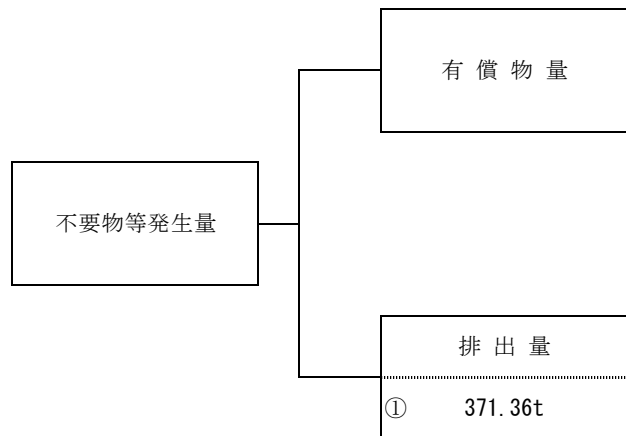 有 償 物 量
不要物等発生量
排 出 量
① 371.36t